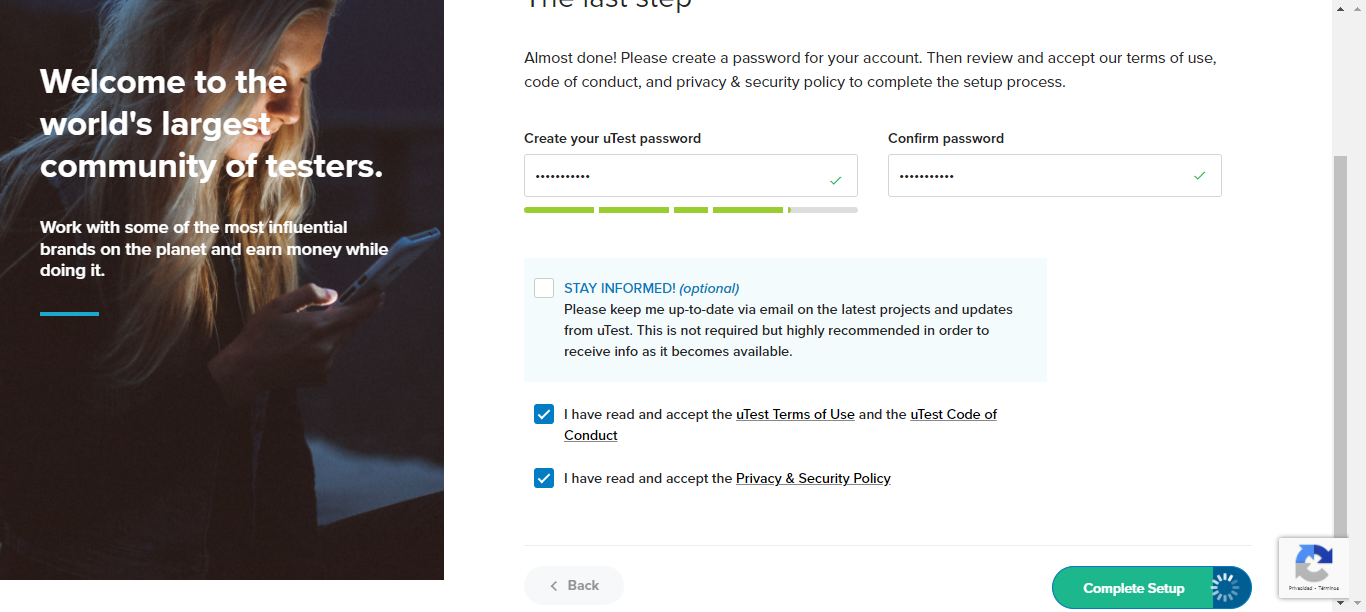 The last step
Welcome to the
world's largest
community of testers.
Work with some of the most influential
brands on the planet and earn money while
doing it.
Almost done! Please create a password for your account. Then review and accept our terms of use,
code of conduct, and privacy & security policy to complete the setup process.
Create your uTest password
Confirm password
•••••••••••
•••••••••••
STAY INFORMED! (optional)
Please keep me up-to-date via email on the latest projects and updates
from uTest. This is not required but highly recommended in order to
receive info as it becomes available.
I have read and accept the uTest Terms of Use and the uTest Code of
Conduct
I have read and accept the Privacy & Security Policy
Back
Complete Setup
Privacidad - Términos